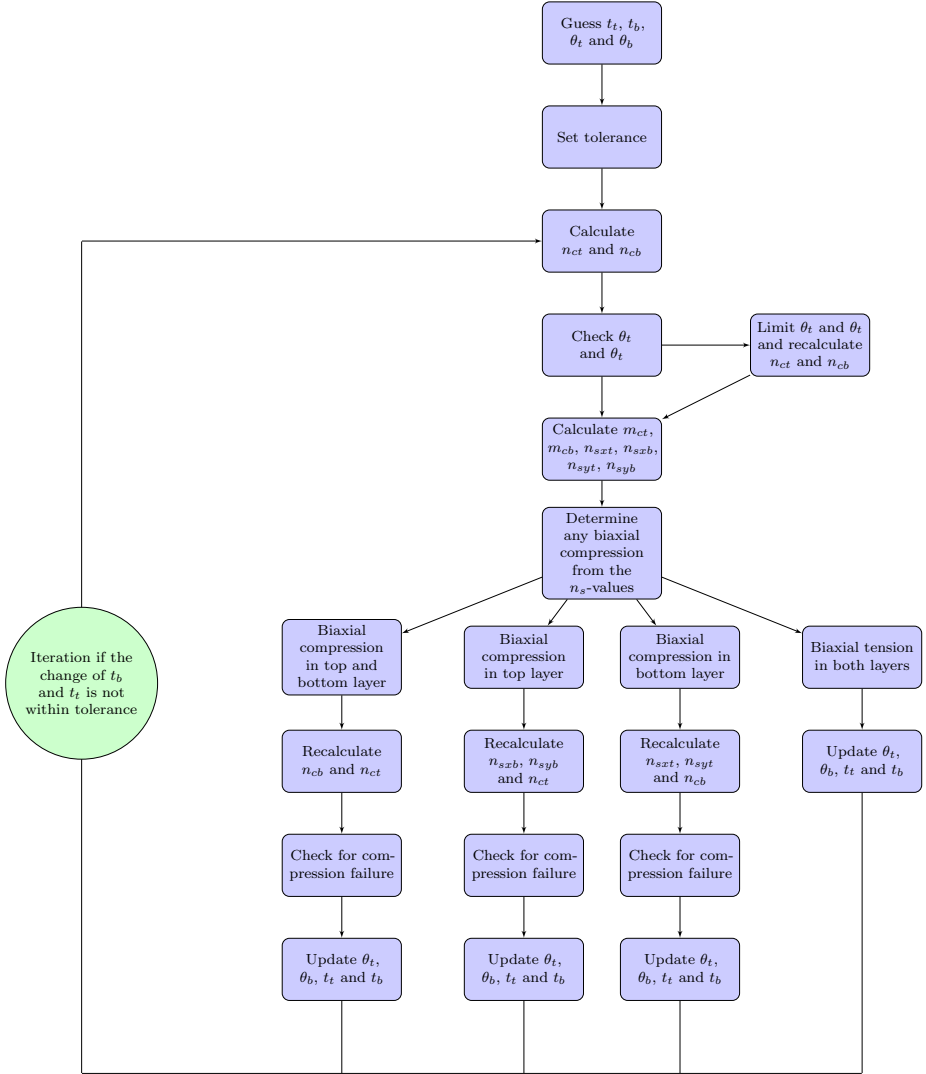 Guess t_t, t_b,
θ_t and θ_b
Set tolerance
Calculate
n_ct and n_cb
Check θ_t
and θ_t
Limit θ_t and θ_t
and recalculate
n_ct and n_cb
Calculate m_ct,
m_cb, n_sxt, n_sxb,
n_syt, n_syb
Determine
any biaxial
compression
from the
n_s-values
Iteration if the
change of t_b
and t_t is not
within tolerance
Biaxial
compression
in top and
bottom layer
Biaxial
compression
in top layer
Biaxial
compression in
bottom layer
Biaxial tension
in both layers
Recalculate
n_cb and n_ct
Recalculate
n_sxb, n_syb
and n_ct
Recalculate
n_sxt, n_syt
and n_cb
Update θ_t,
θ_b, t_t and t_b
Check for com-
pression failure
Check for com-
pression failure
Check for com-
pression failure
Update θ_t,
θ_b, t_t and t_b
Update θ_t,
θ_b, t_t and t_b
Update θ_t,
θ_b, t_t and t_b